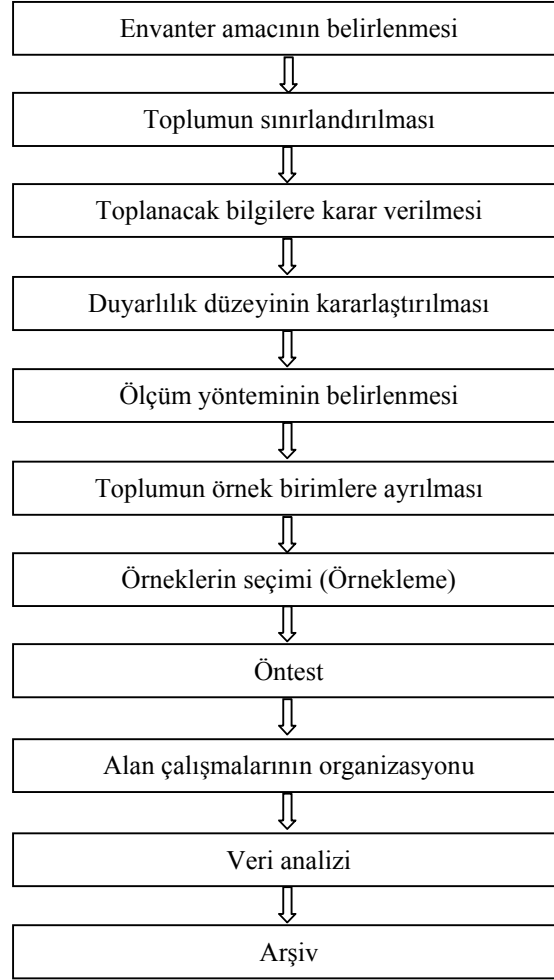 Envanter amacının belirlenmesi
Toplumun sınırlandırılması
Toplanacak bilgilere karar verilmesi
Duyarlılık düzeyinin kararlaştırılması
Ölçüm yönteminin belirlenmesi
Toplumun örnek birimlere ayrılması
Örneklerin seçimi (Örnekleme)
Öntest
Alan çalışmalarının organizasyonu
Veri analizi
Arşiv